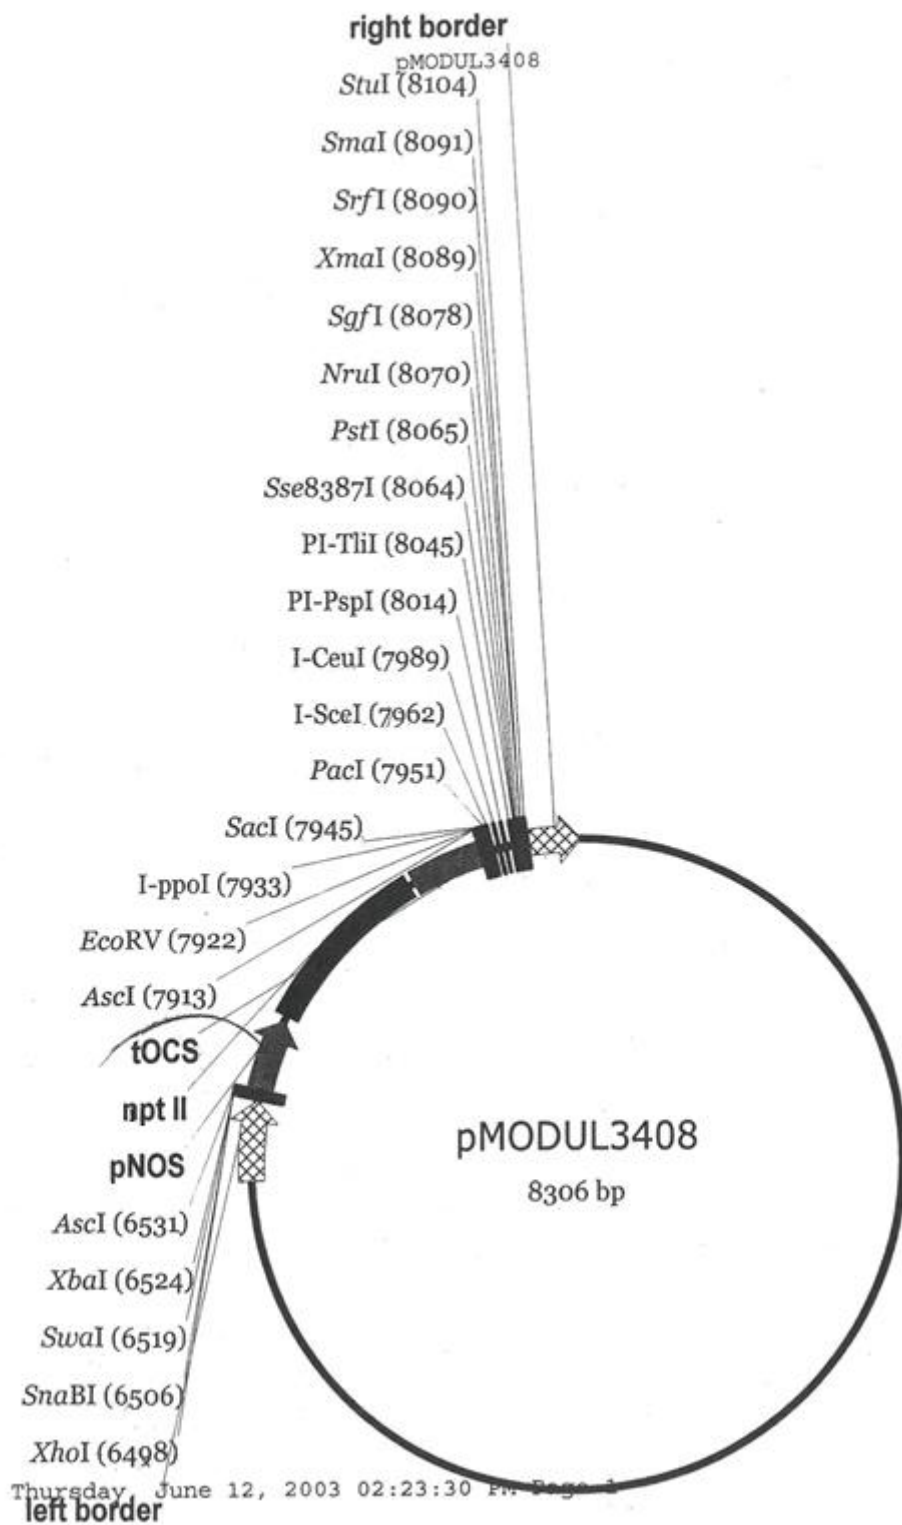 right border
pMODUL3408
StuI (8104)
SmaI (8091)
SrfI (8090)
XmaI (8089)
SgfI (8078)
NruI (8070)
PstI (8065)
Sse8387I (8064)
PI-TliI (8045)
PI-PspI (8014)
I-CeuI (7989)
I-SceI (7962)
PacI (7951)
SacI (7945)
I-ppoI (7933)
EcoRV (7922)
AscI (7913)
tOCS
npt II
pNOS
AscI (6531)
XbaI (6524)
SwaI (6519)
SnaBI (6506)
XhoI (6498)
pMODUL3408
8306 bp
Thursday, June 12, 2003 02:23:30 PM Page 1
left border